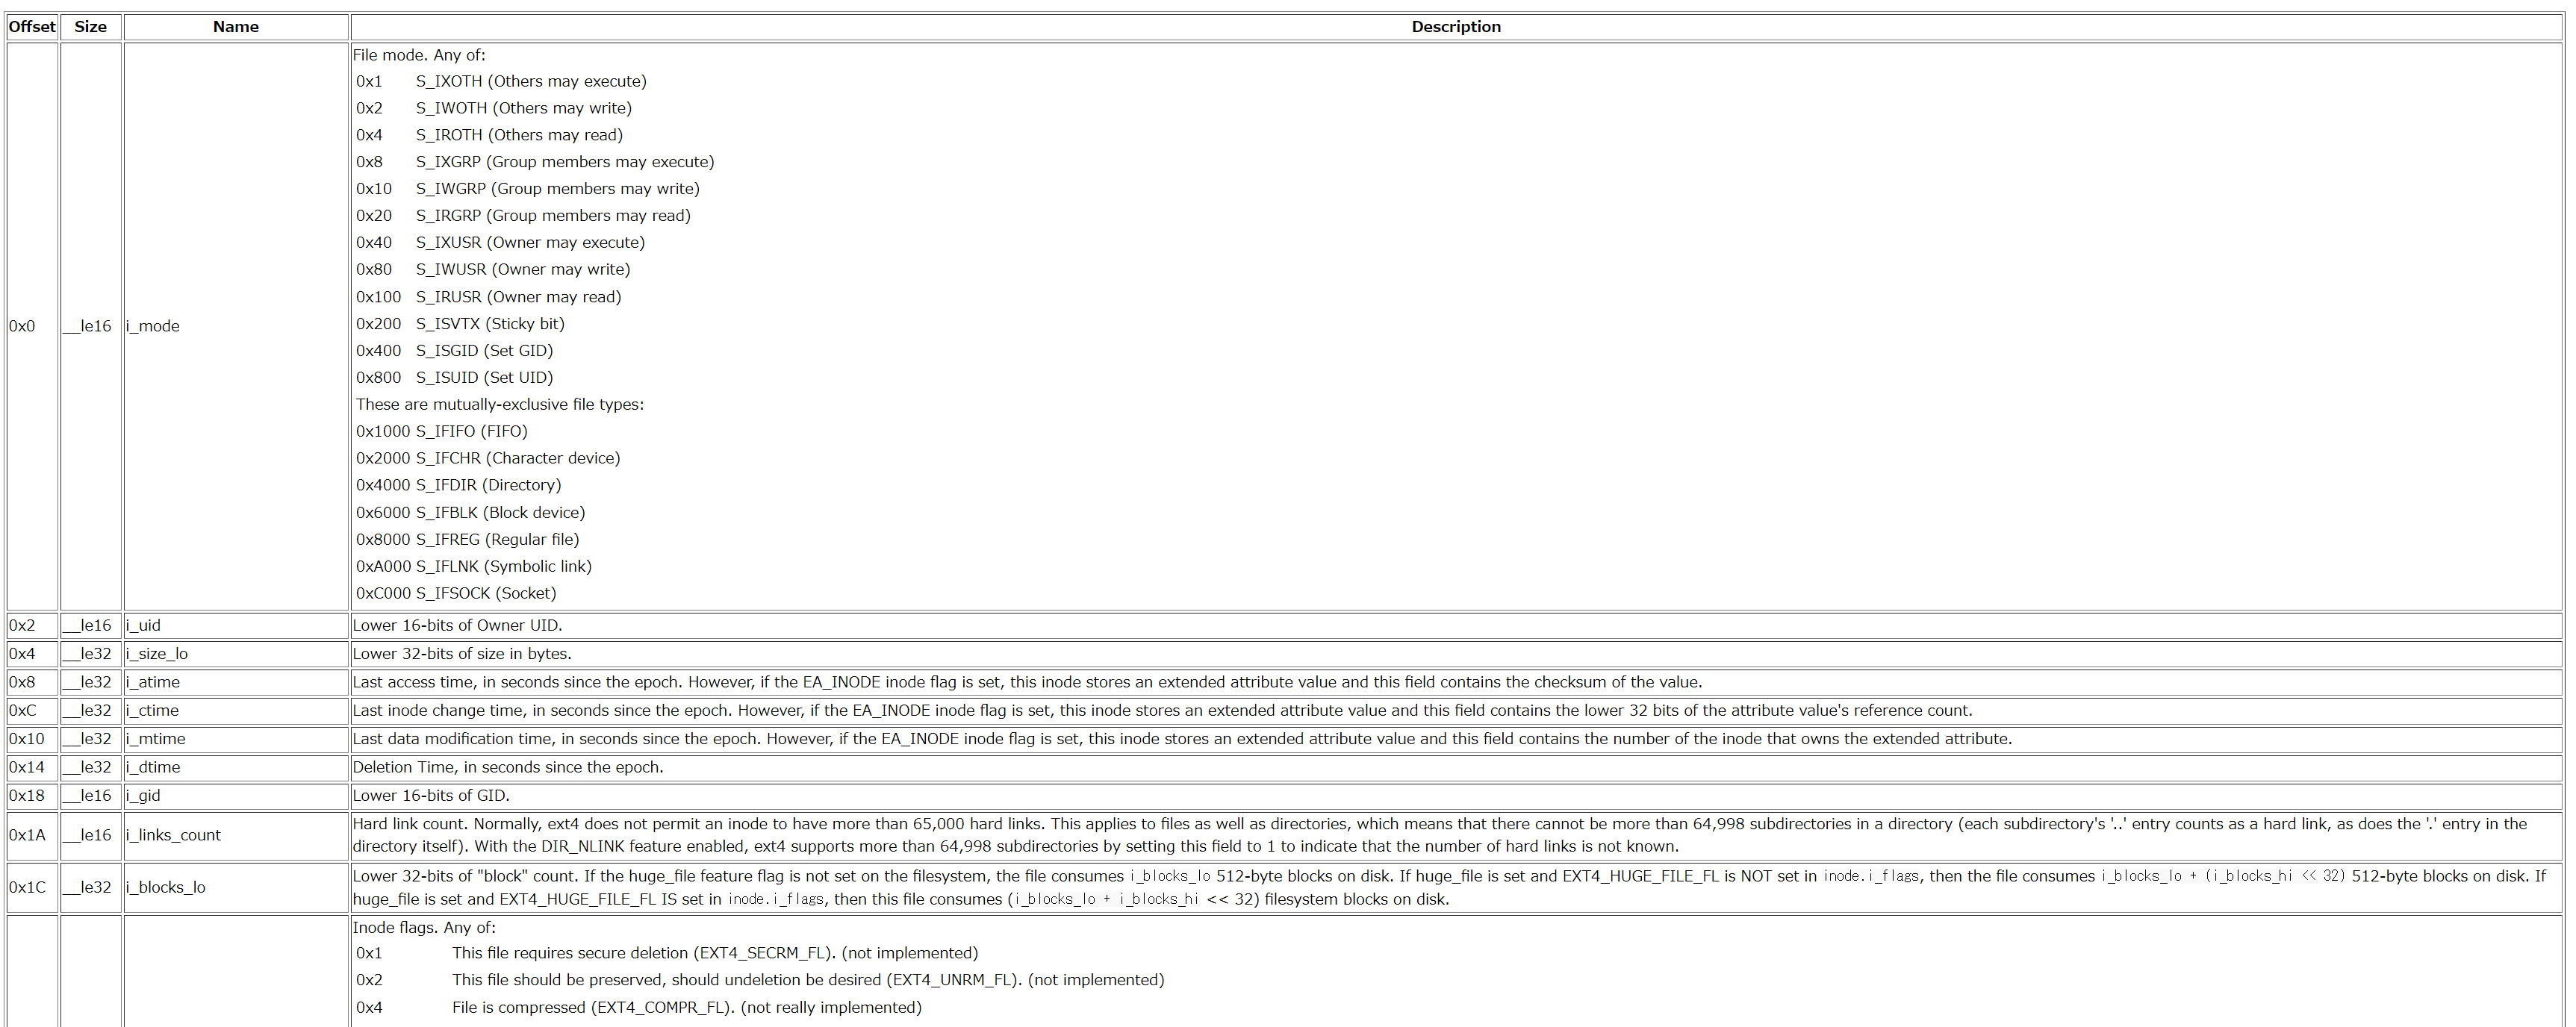 Offset Size Name Description
File mode. Any of:
0x1 S_IXOTH (Others may execute)
0x2 S_IWOTH (Others may write)
0x4 S_IROTH (Others may read)
0x8 S_IXGRP (Group members may execute)
0x10 S_IWGRP (Group members may write)
0x20 S_IRGRP (Group members may read)
0x40 S_IXUSR (Owner may execute)
0x80 S_IWUSR (Owner may write)
0x100 S_IRUSR (Owner may read)
0x0 __le16 i_mode
0x200 S_ISVTX (Sticky bit)
0x400 S_ISGID (Set GID)
0x800 S_ISUID (Set UID)
These are mutually-exclusive file types:
0x1000 S_IFIFO (FIFO)
0x2000 S_IFCHR (Character device)
0x4000 S_IFDIR (Directory)
0x6000 S_IFBLK (Block device)
0x8000 S_IFREG (Regular file)
0xA000 S_IFLNK (Symbolic link)
0xC000 S_IFSOCK (Socket)
0x2 __le16 i_uid Lower 16-bits of Owner UID.
0x4 __le32 i_size_lo Lower 32-bits of size in bytes.
0x8 __le32 i_atime Last access time, in seconds since the epoch. However, if the EA_INODE inode flag is set, this inode stores an extended attribute value and this field contains the checksum of the value.
0xC __le32 i_ctime Last inode change time, in seconds since the epoch. However, if the EA_INODE inode flag is set, this inode stores an extended attribute value and this field contains the lower 32 bits of the attribute value's reference count.
0x10 __le32 i_mtime Last data modification time, in seconds since the epoch. However, if the EA_INODE inode flag is set, this inode stores an extended attribute value and this field contains the number of the inode that owns the extended attribute.
0x14 __le32 i_dtime Deletion Time, in seconds since the epoch.
0x18 __le16 i_gid Lower 16-bits of GID.
0x1A __le16 i_links_count Hard link count. Normally, ext4 does not permit an inode to have more than 65,000 hard links. This applies to files as well as directories, which means that there cannot be more than 64,998 subdirectories in a directory (each subdirectory's '..' entry counts as a hard link, as does the '.' entry in the
directory itself). With the DIR_NLINK feature enabled, ext4 supports more than 64,998 subdirectories by setting this field to 1 to indicate that the number of hard links is not known.
0x1C __le32 i_blocks_lo Lower 32-bits of "block" count. If the huge_file feature flag is not set on the filesystem, the file consumes i_blocks_lo 512-byte blocks on disk. If huge_file is set and EXT4_HUGE_FILE_FL is NOT set in inode.i_flags, then the file consumes i_blocks_lo + (i_blocks_hi << 32) 512-byte blocks on disk. If
huge_file is set and EXT4_HUGE_FILE_FL IS set in inode.i_flags, then this file consumes (i_blocks_lo + i_blocks_hi << 32) filesystem blocks on disk.
Inode flags. Any of:
0x1 This file requires secure deletion (EXT4_SECRM_FL). (not implemented)
0x2 This file should be preserved, should undeletion be desired (EXT4_UNRM_FL). (not implemented)
0x4 File is compressed (EXT4_COMPR_FL). (not really implemented)